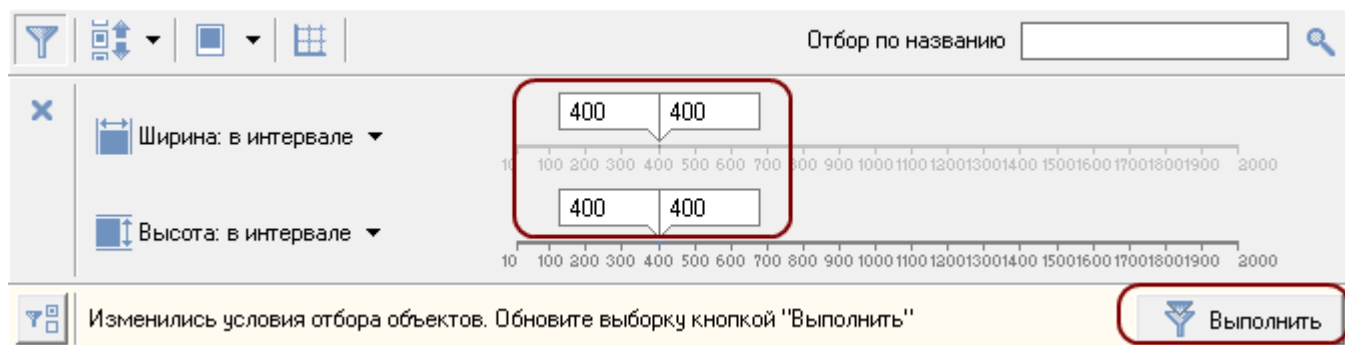 Отбор по названию
400 400
Ширина: в интервале
10 100 200 300 400 500 600 700 800 900 1000 1100 1200 1300 1400 1500 1600 1700 1800 1900 2000
400 400
Высота: в интервале
10 100 200 300 400 500 600 700 800 900 1000 1100 1200 1300 1400 1500 1600 1700 1800 1900 2000
Изменились условия отбора объектов. Обновите выборку кнопкой "Выполнить"
Выполнить